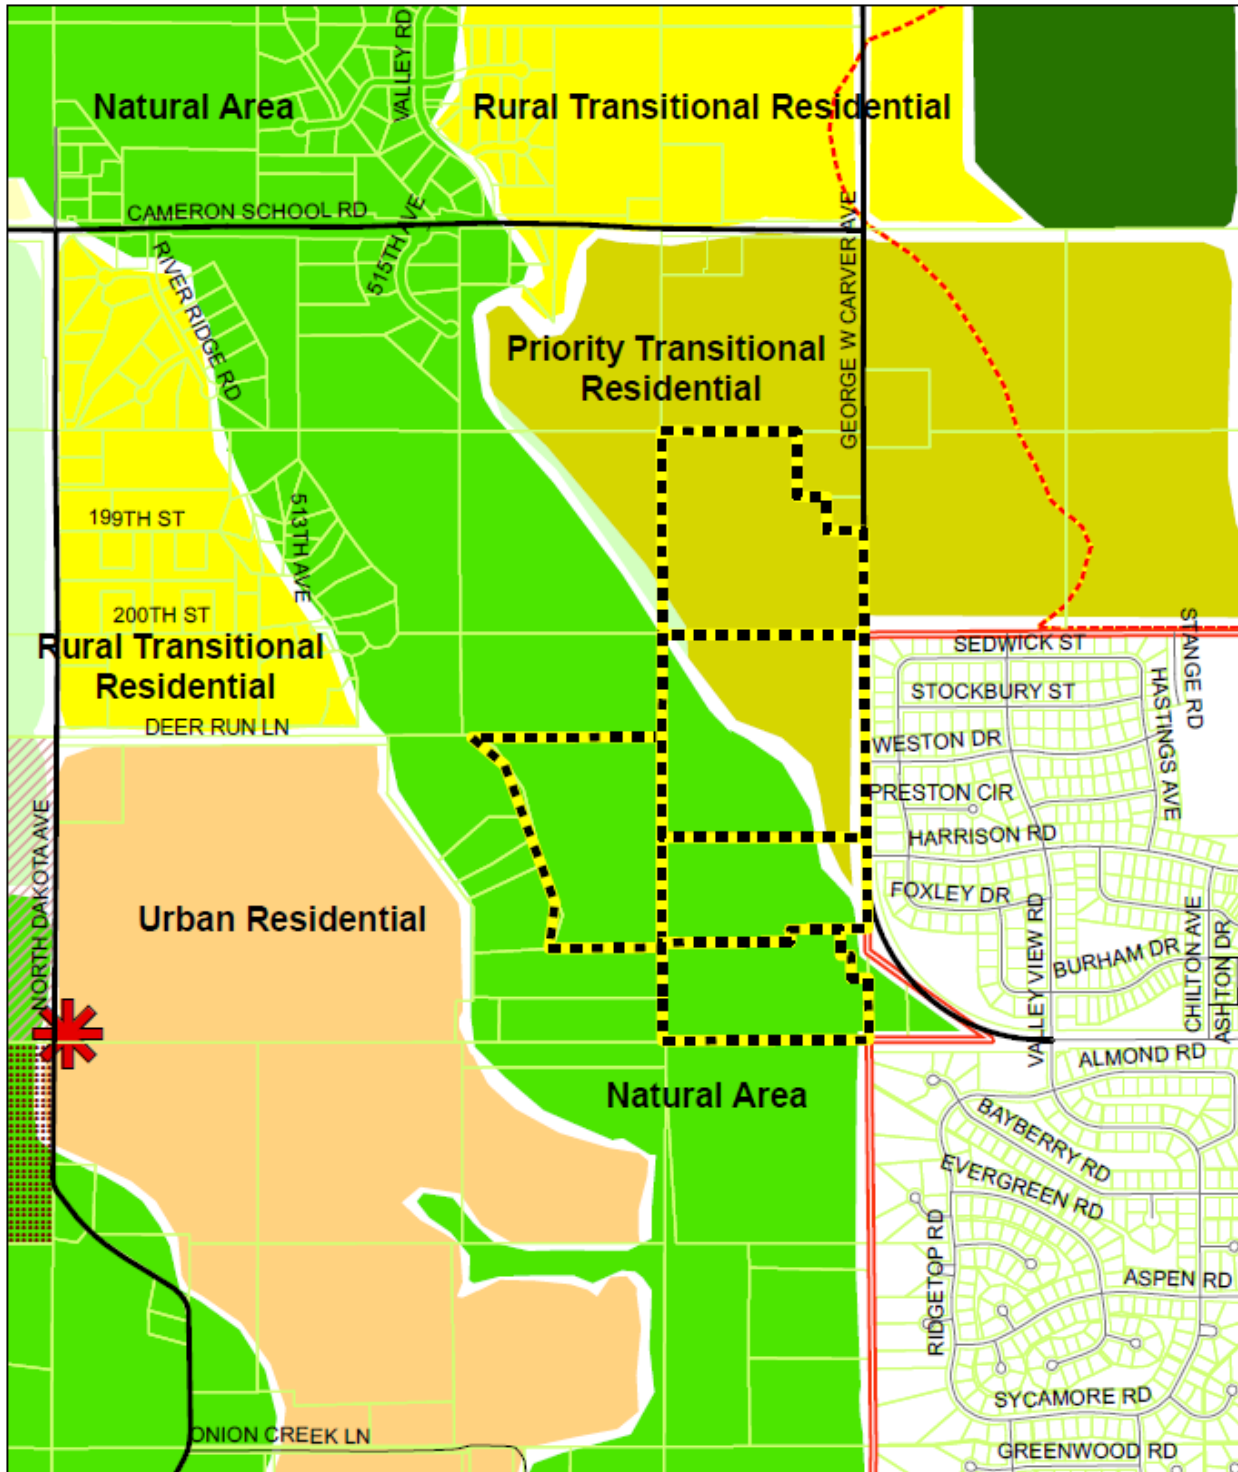 VALLEY RD
Natural Area
Rural Transitional Residential
CAMERON SCHOOL RD
515TH AVE
GEORGE W CARVER AVE
RIVER RIDGE RD
Priority Transitional
Residential
199TH ST
513TH AVE
200TH ST
Rural Transitional
Residential
DEER RUN LN
SEDWICK ST
STANGE RD
STOCKBURY ST
HASTINGS AVE
WESTON DR
PRESTON CIR
HARRISON RD
FOXLEY DR
NORTH DAKOTA AVE
Urban Residential
VALLEY VIEW RD
BURHAM DR
CHILTON AVE
ASHTON DR
ALMOND RD
Natural Area
BAYBERRY RD
EVERGREEN RD
RIDGETOP RD
ASPEN RD
SYCAMORE RD
ONION CREEK LN
GREENWOOD RD